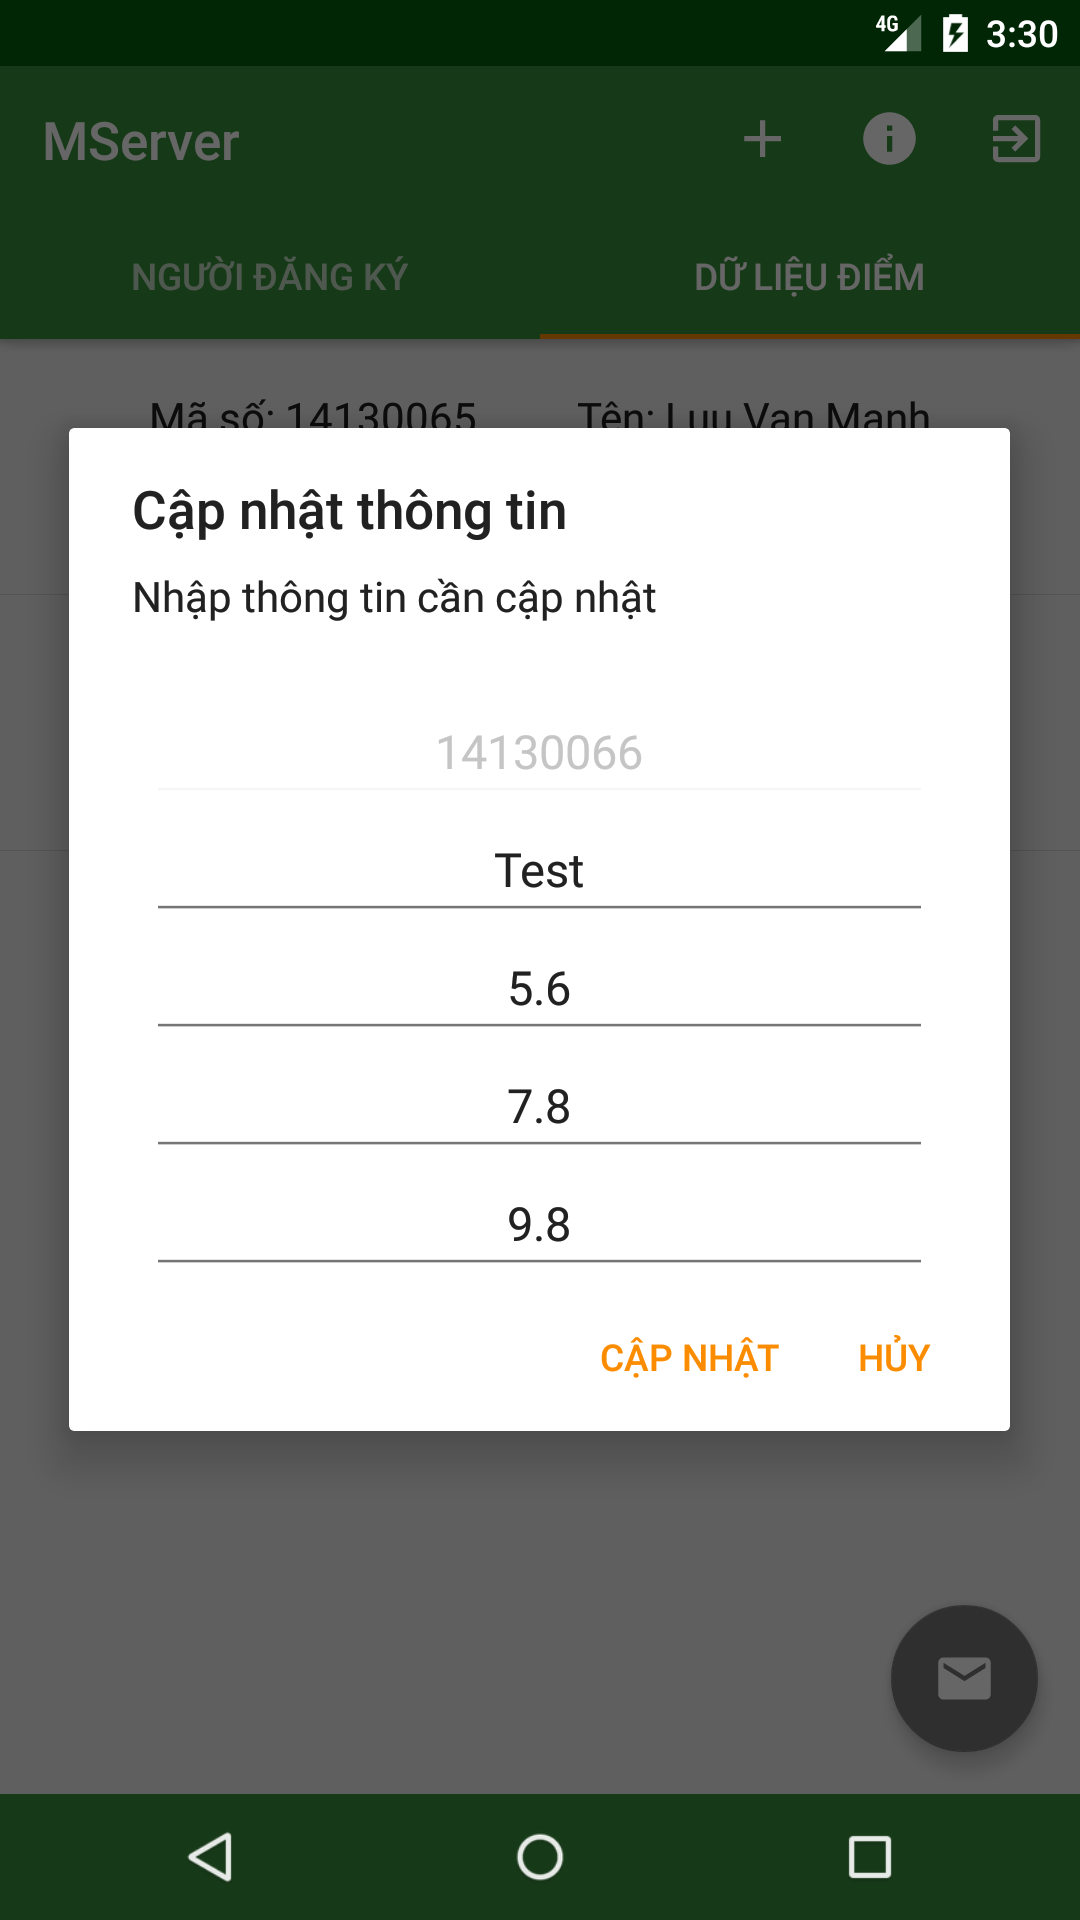 4G 3:30
MServer
NGƯỜI ĐĂNG KÝ DỮ LIỆU ĐIỂM
Mã số: 14130065 Tên: Luu Van Manh
Cập nhật thông tin
Nhập thông tin cần cập nhật
14130066
Test
5.6
7.8
9.8
CẬP NHẬT HỦY